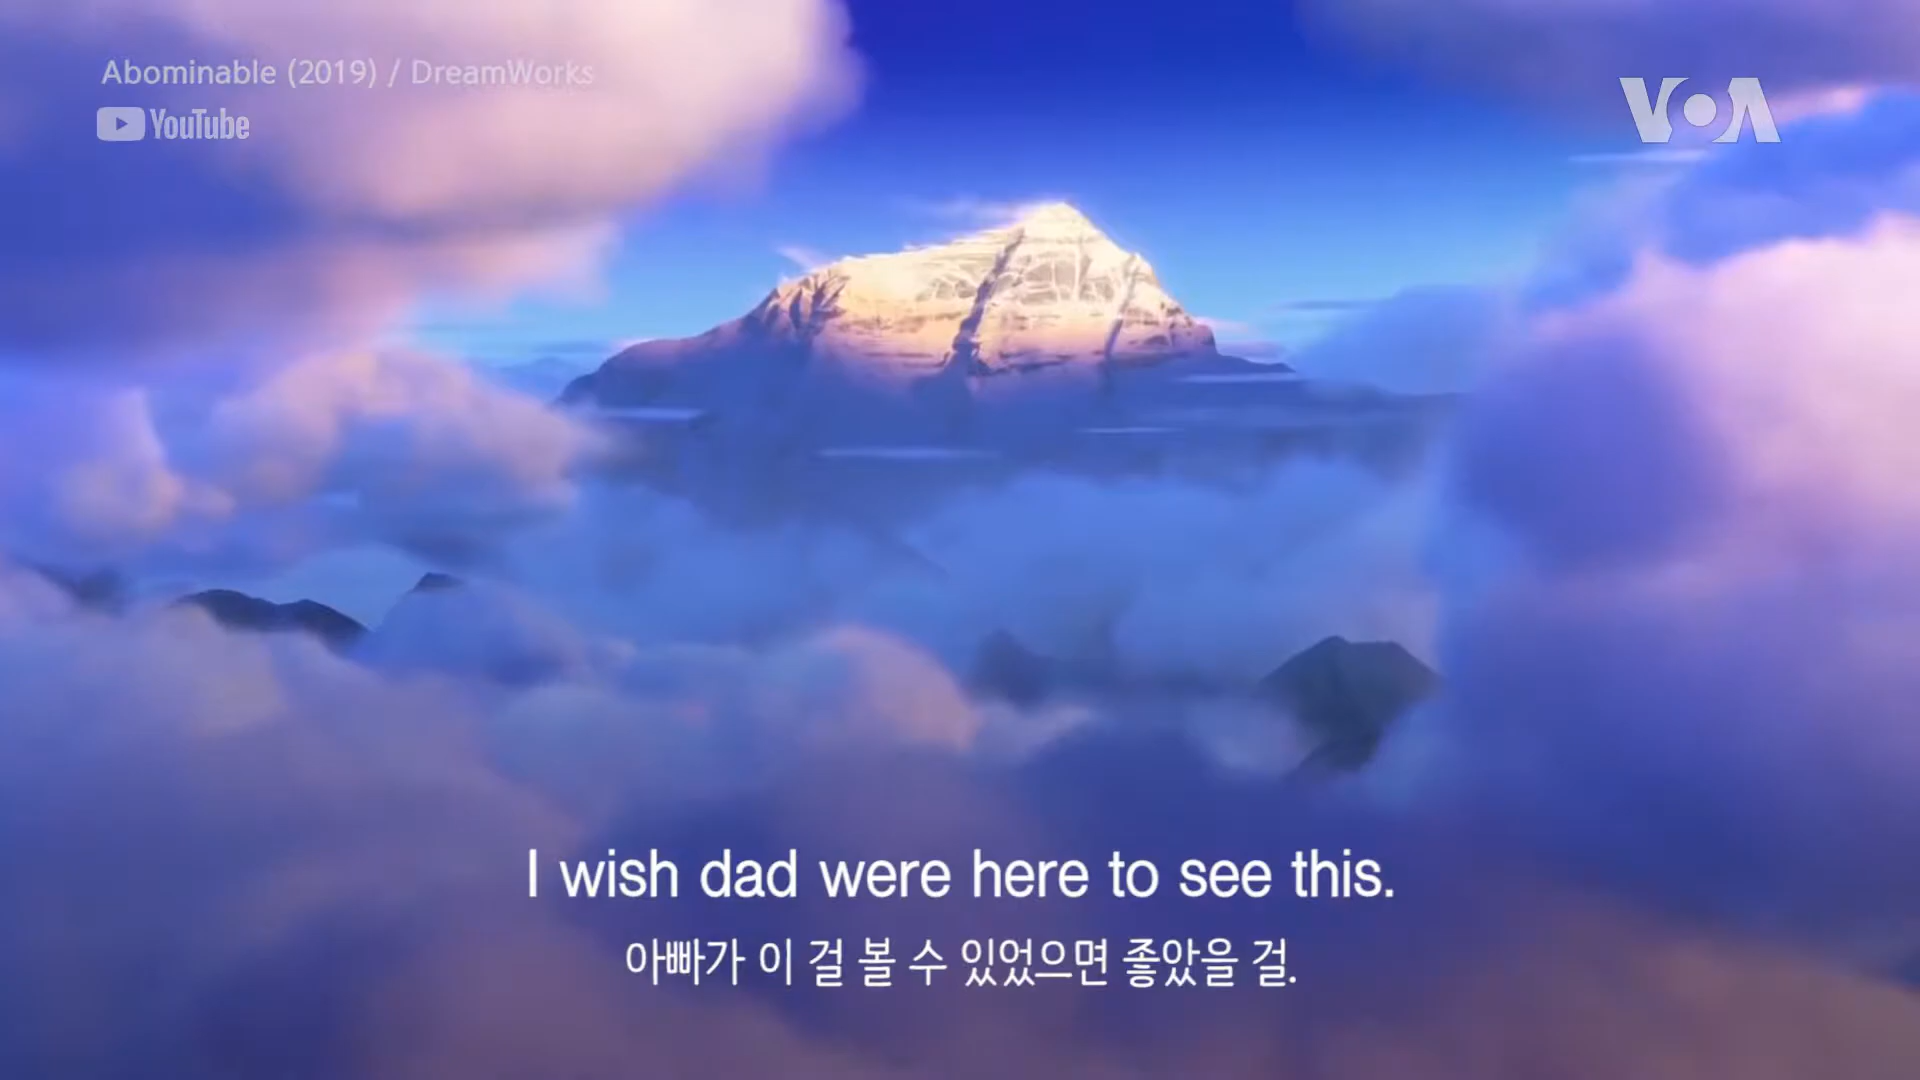 Abominable (2019) / DreamWorks
YouTube
VOA
I wish dad were here to see this.
아빠가 이 걸 볼 수 있었으면 좋았을 걸.